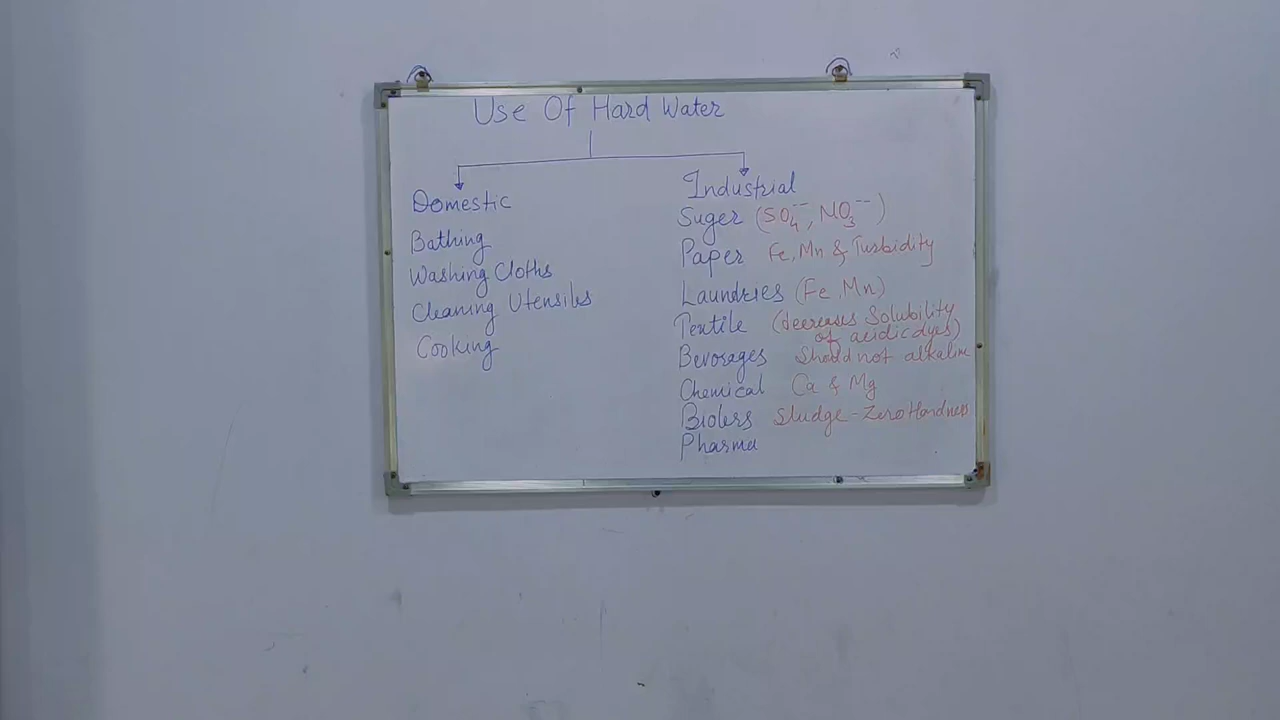 Use Of Hard Water
Domestic
Bathing
Washing Cloths
Cleaning Utensiles
Cooking
Industrial
Suger (SO4--, NO3--)
Paper Fe, Mn & Turbidity
Laundries (Fe, Mn)
Textile (decreases Solubility
of acidic dyes)
Beverages Should not alkaline
Chemical Ca & Mg
Biolers Sludge - Zero Hardness
Pharma